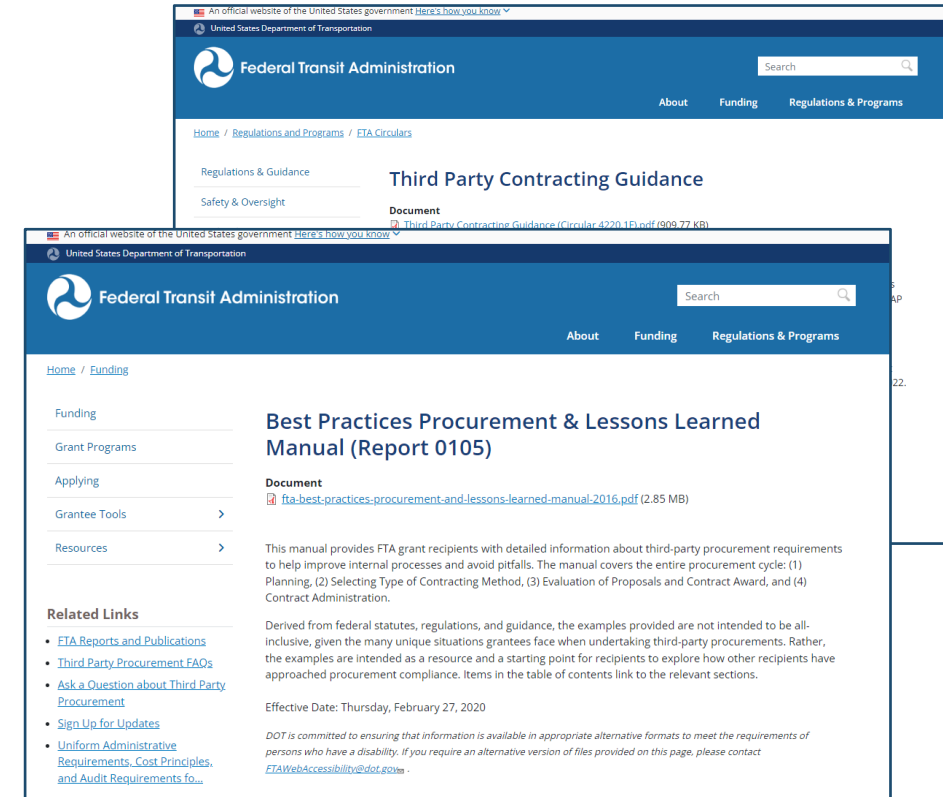 An official website of the United States government Here's how you know
United States Department of Transportation
Federal Transit Administration
Search
About Funding Regulations & Programs
Home / Regulations and Programs / FTA Circulars
Regulations & Guidance
Safety & Oversight
Third Party Contracting Guidance
Document
Third Party Contracting Guidance (Circular 4220.1F).pdf (909.77 KB)
AP
22.
An official website of the United States government Here's how you know
United States Department of Transportation
Federal Transit Administration
Search
About Funding Regulations & Programs
Home / Funding
Funding
Grant Programs
Applying
Grantee Tools
Resources
Related Links
FTA Reports and Publications
Third Party Procurement FAQs
Ask a Question about Third Party
Procurement
Sign Up for Updates
Uniform Administrative
Requirements, Cost Principles,
and Audit Requirements fo...
Best Practices Procurement & Lessons Learned
Manual (Report 0105)
Document
fta-best-practices-procurement-and-lessons-learned-manual-2016.pdf (2.85 MB)
This manual provides FTA grant recipients with detailed information about third-party procurement requirements
to help improve internal processes and avoid pitfalls. The manual covers the entire procurement cycle: (1)
Planning, (2) Selecting Type of Contracting Method, (3) Evaluation of Proposals and Contract Award, and (4)
Contract Administration.
Derived from federal statutes, regulations, and guidance, the examples provided are not intended to be all-
inclusive, given the many unique situations grantees face when undertaking third-party procurements. Rather,
the examples are intended as a resource and a starting point for recipients to explore how other recipients have
approached procurement compliance. Items in the table of contents link to the relevant sections.
Effective Date: Thursday, February 27, 2020
DOT is committed to ensuring that information is available in appropriate alternative formats to meet the requirements of
persons who have a disability. If you require an alternative version of files provided on this page, please contact
FTAWebAccessibility@dot.gov .